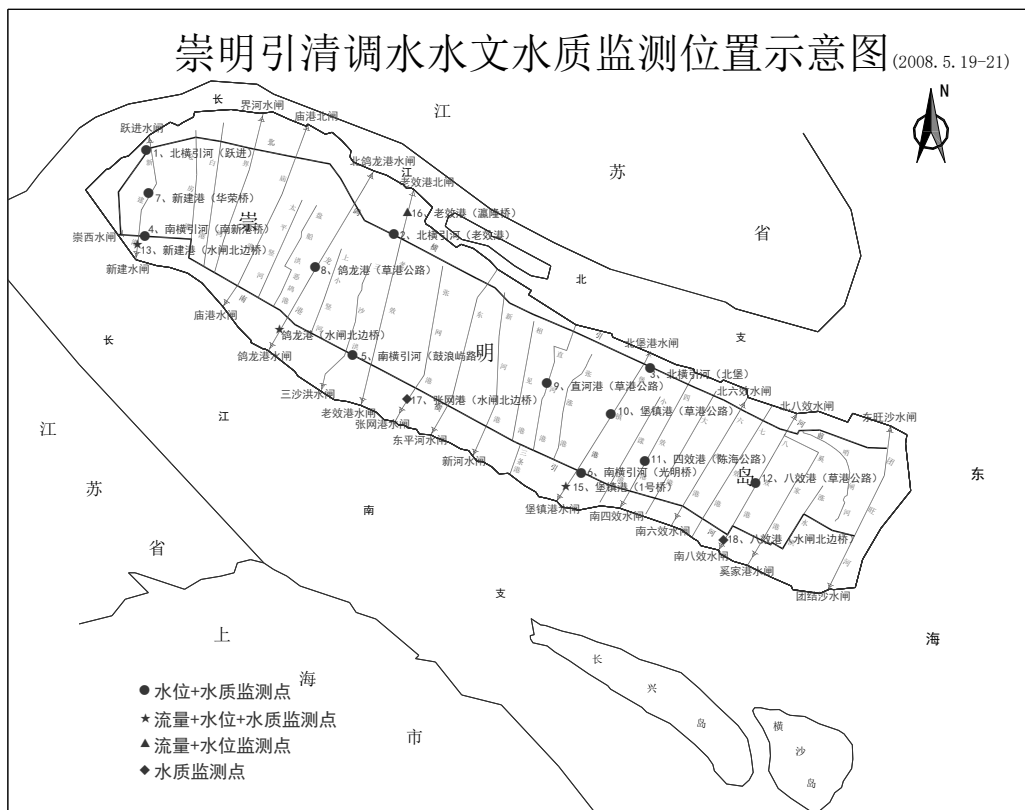 崇明引清调水水文水质监测位置示意图(2008.5.19-21)
N
长
江
江
苏
省
北
支
界河水闸
庙港北闸
跃进水闸
北鸽龙港水闸
老效港北闸
1、北横引河（跃进）
16、老效港（瀛隆桥）
7、新建港（华荣桥）
崇
2、北横引河（老效港）
4、南横引河（南新港桥）
崇西水闸
13、新建港（水闸北边桥）
新建水闸
8、鸽龙港（草港公路）
庙港水闸
鸽龙港（水闸北边桥）
鸽龙港水闸
5、南横引河（鼓浪屿路）
明
北堡港水闸
3、北横引河（北堡）
9、直河港（草港公路）
北六效水闸
三沙洪水闸
17、张网港（水闸北边桥）
10、堡镇港（草港公路）
北八效水闸
东旺沙水闸
老效港水闸
张网港水闸
东平河水闸
新河水闸
11、四效港（陈海公路）
6、南横引河（光明桥）
岛
12、八效港（草港公路）
15、堡镇港（1号桥）
堡镇港水闸
南四效水闸
南六效水闸
18、八效港（水闸北边桥）
南八效水闸
奚家港水闸
团结沙水闸
长
江
南
支
东
海
江
苏
省
上
海
市
长
兴
岛
横
沙
岛
水位+水质监测点
流量+水位+水质监测点
流量+水位监测点
水质监测点